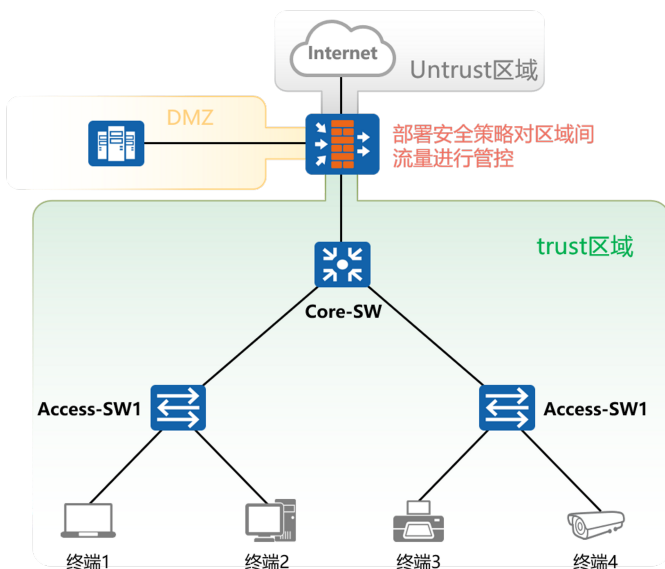 Internet
Untrust区域
DMZ
部署安全策略对区域间
流量进行管控
trust区域
Core-SW
Access-SW1
Access-SW1
终端1
终端2
终端3
终端4